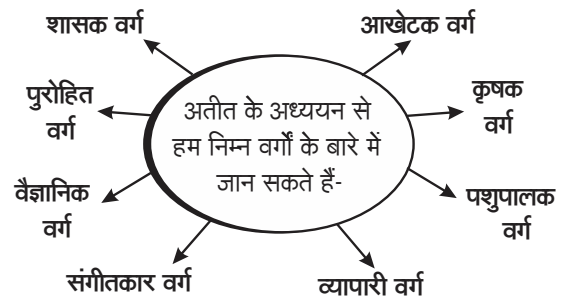 शासक वर्ग
आखेटक वर्ग
पुरोहित
वर्ग
कृषक
वर्ग
अतीत के अध्ययन से
हम निम्न वर्गों के बारे में
जान सकते हैं-
वैज्ञानिक
वर्ग
पशुपालक
वर्ग
संगीतकार वर्ग
व्यापारी वर्ग